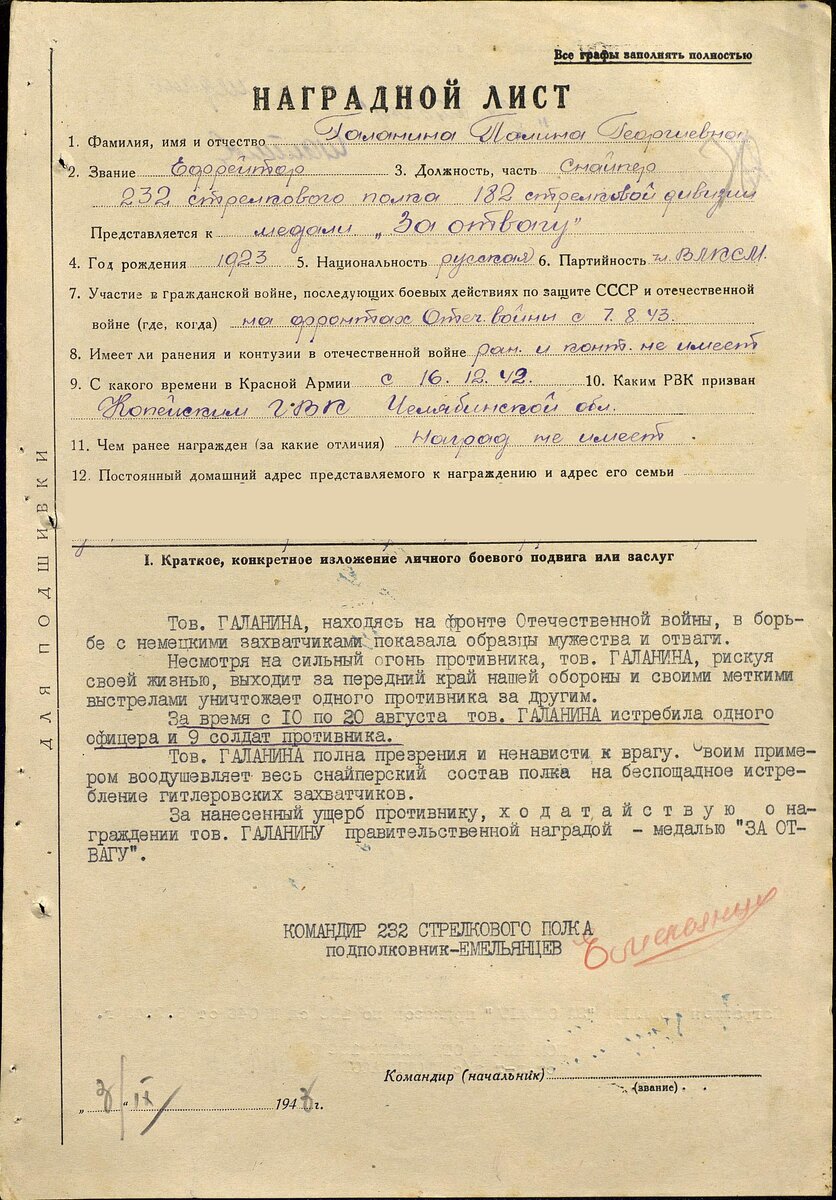 Все графы заполнять полностью
НАГРАДНОЙ ЛИСТ
1. Фамилия, имя и отчество Галанина Полина Георгиевна
2. Звание Ефрейтор 3. Должность, часть снайпер
232 стрелкового полка 182 стрелковой дивизии
Представляется к медали „За отвагу"
4. Год рождения 1923 5. Национальность русская 6. Партийность чл. ВЛКСМ.
7. Участие в гражданской войне, последующих боевых действиях по защите СССР и отечественной
войне (где, когда) на фронтах Отеч. войны с 7.8.43.
8. Имеет ли ранения и контузии в отечественной войне ран. и конт. не имеет
9. С какого времени в Красной Армии с 16.12.42. 10. Каким РВК призван
Копейским ГВК Челябинской обл.
11. Чем ранее награжден (за какие отличия) Наград не имеет.
12. Постоянный домашний адрес представляемого к награждению и адрес его семьи
ДЛЯ ПОДШИВКИ
I. Краткое, конкретное изложение личного боевого подвига или заслуг
Тов. ГАЛАНИНА, находясь на фронте Отечественной войны, в борь-
бе с немецкими захватчиками показала образцы мужества и отваги.
Несмотря на сильный огонь противника, тов. ГАЛАНИНА, рискуя
своей жизнью, выходит за передний край нашей обороны и своими меткими
выстрелами уничтожает одного противника за другим.
За время с 10 по 20 августа тов. ГАЛАНИНА истребила одного
офицера и 9 солдат противника.
Тов. ГАЛАНИНА полна презрения и ненависти к врагу. Своим приме-
ром воодушевляет весь снайперский состав полка на беспощадное истре-
бление гитлеровских захватчиков.
За нанесенный ущерб противнику, х о д а т а й с т в у ю о на-
граждении тов. ГАЛАНИНУ правительственной наградой - медалью "ЗА ОТ-
ВАГУ".
КОМАНДИР 232 СТРЕЛКОВОГО ПОЛКА
ПОДПОЛКОВНИК-ЕМЕЛЬЯНЦЕВ
Командир (начальник)
(звание)
„3" IX 1943 г.